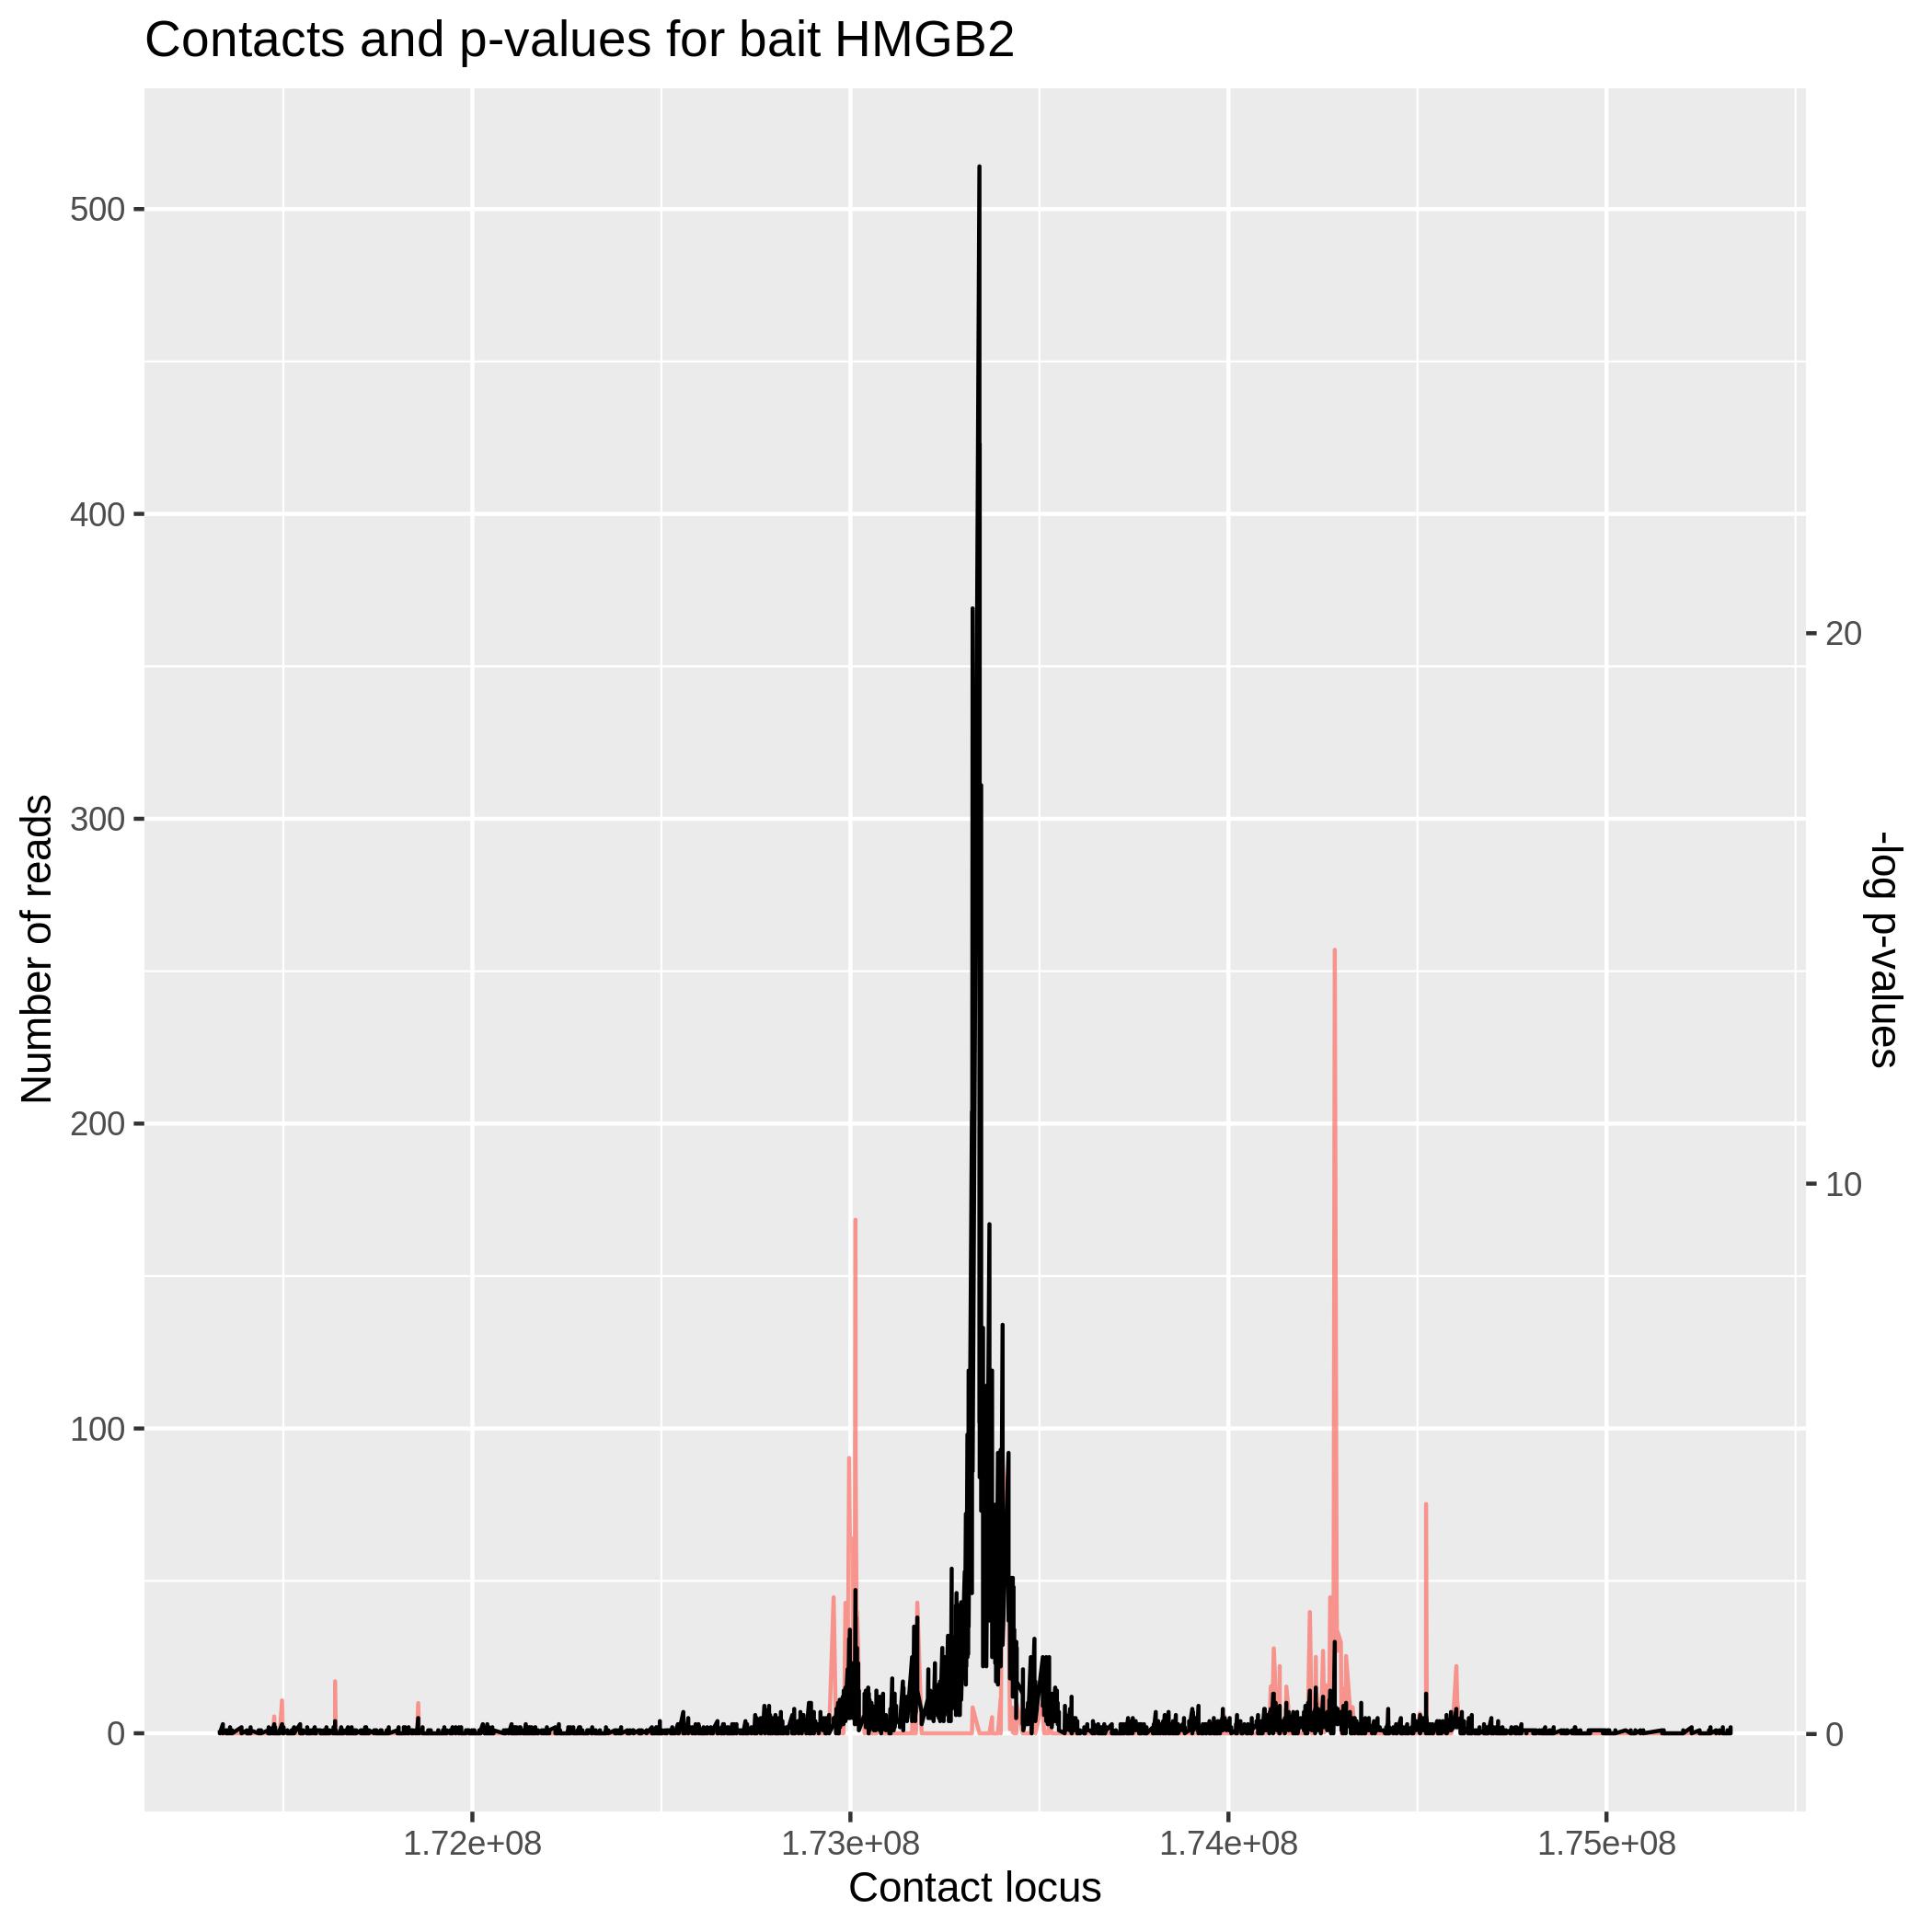 Contacts and p-values for bait HMGB2
Number of reads
500
400
300
200
100
0
20
10
0
-log p-values
1.72e+08
1.73e+08
1.74e+08
1.75e+08
Contact locus